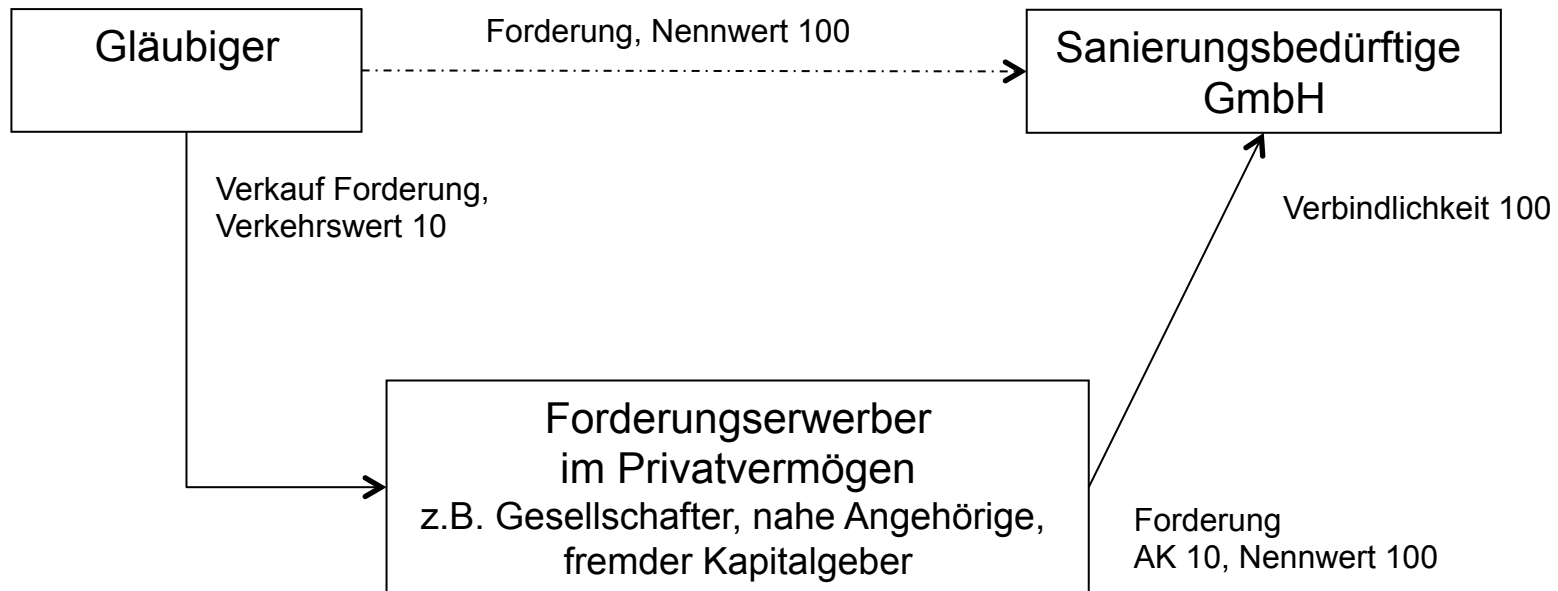 Gläubiger
Forderung, Nennwert 100
Sanierungsbedürftige
GmbH
Verkauf Forderung,
Verkehrswert 10
Verbindlichkeit 100
Forderungserwerber
im Privatvermögen
z.B. Gesellschafter, nahe Angehörige,
fremder Kapitalgeber
Forderung
AK 10, Nennwert 100